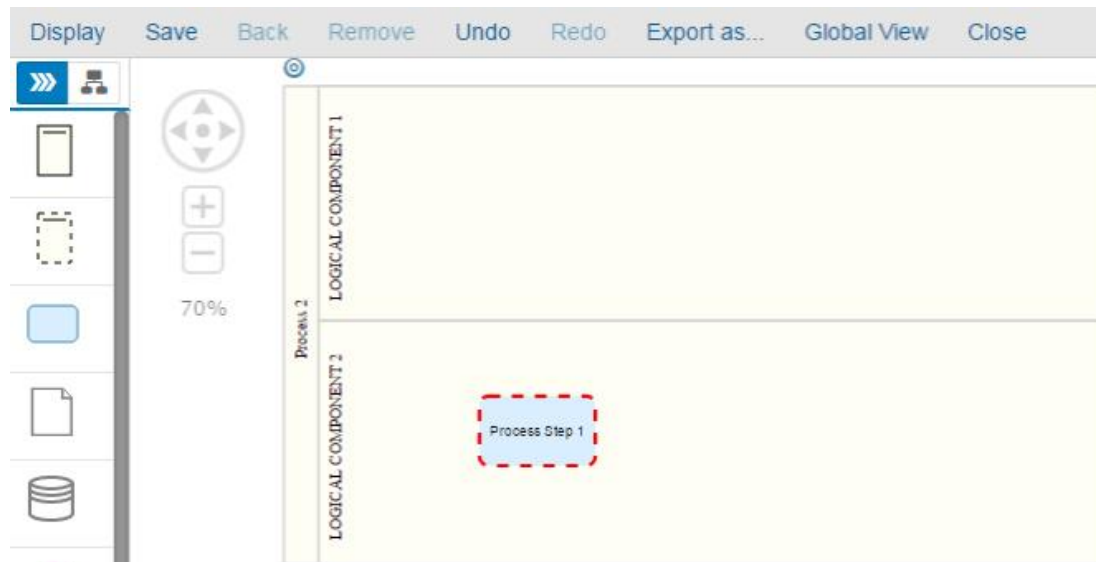 Display Save Back Remove Undo Redo Export as... Global View Close
70%
Process 2
LOGICAL COMPONENT 1
LOGICAL COMPONENT 2
Process Step 1